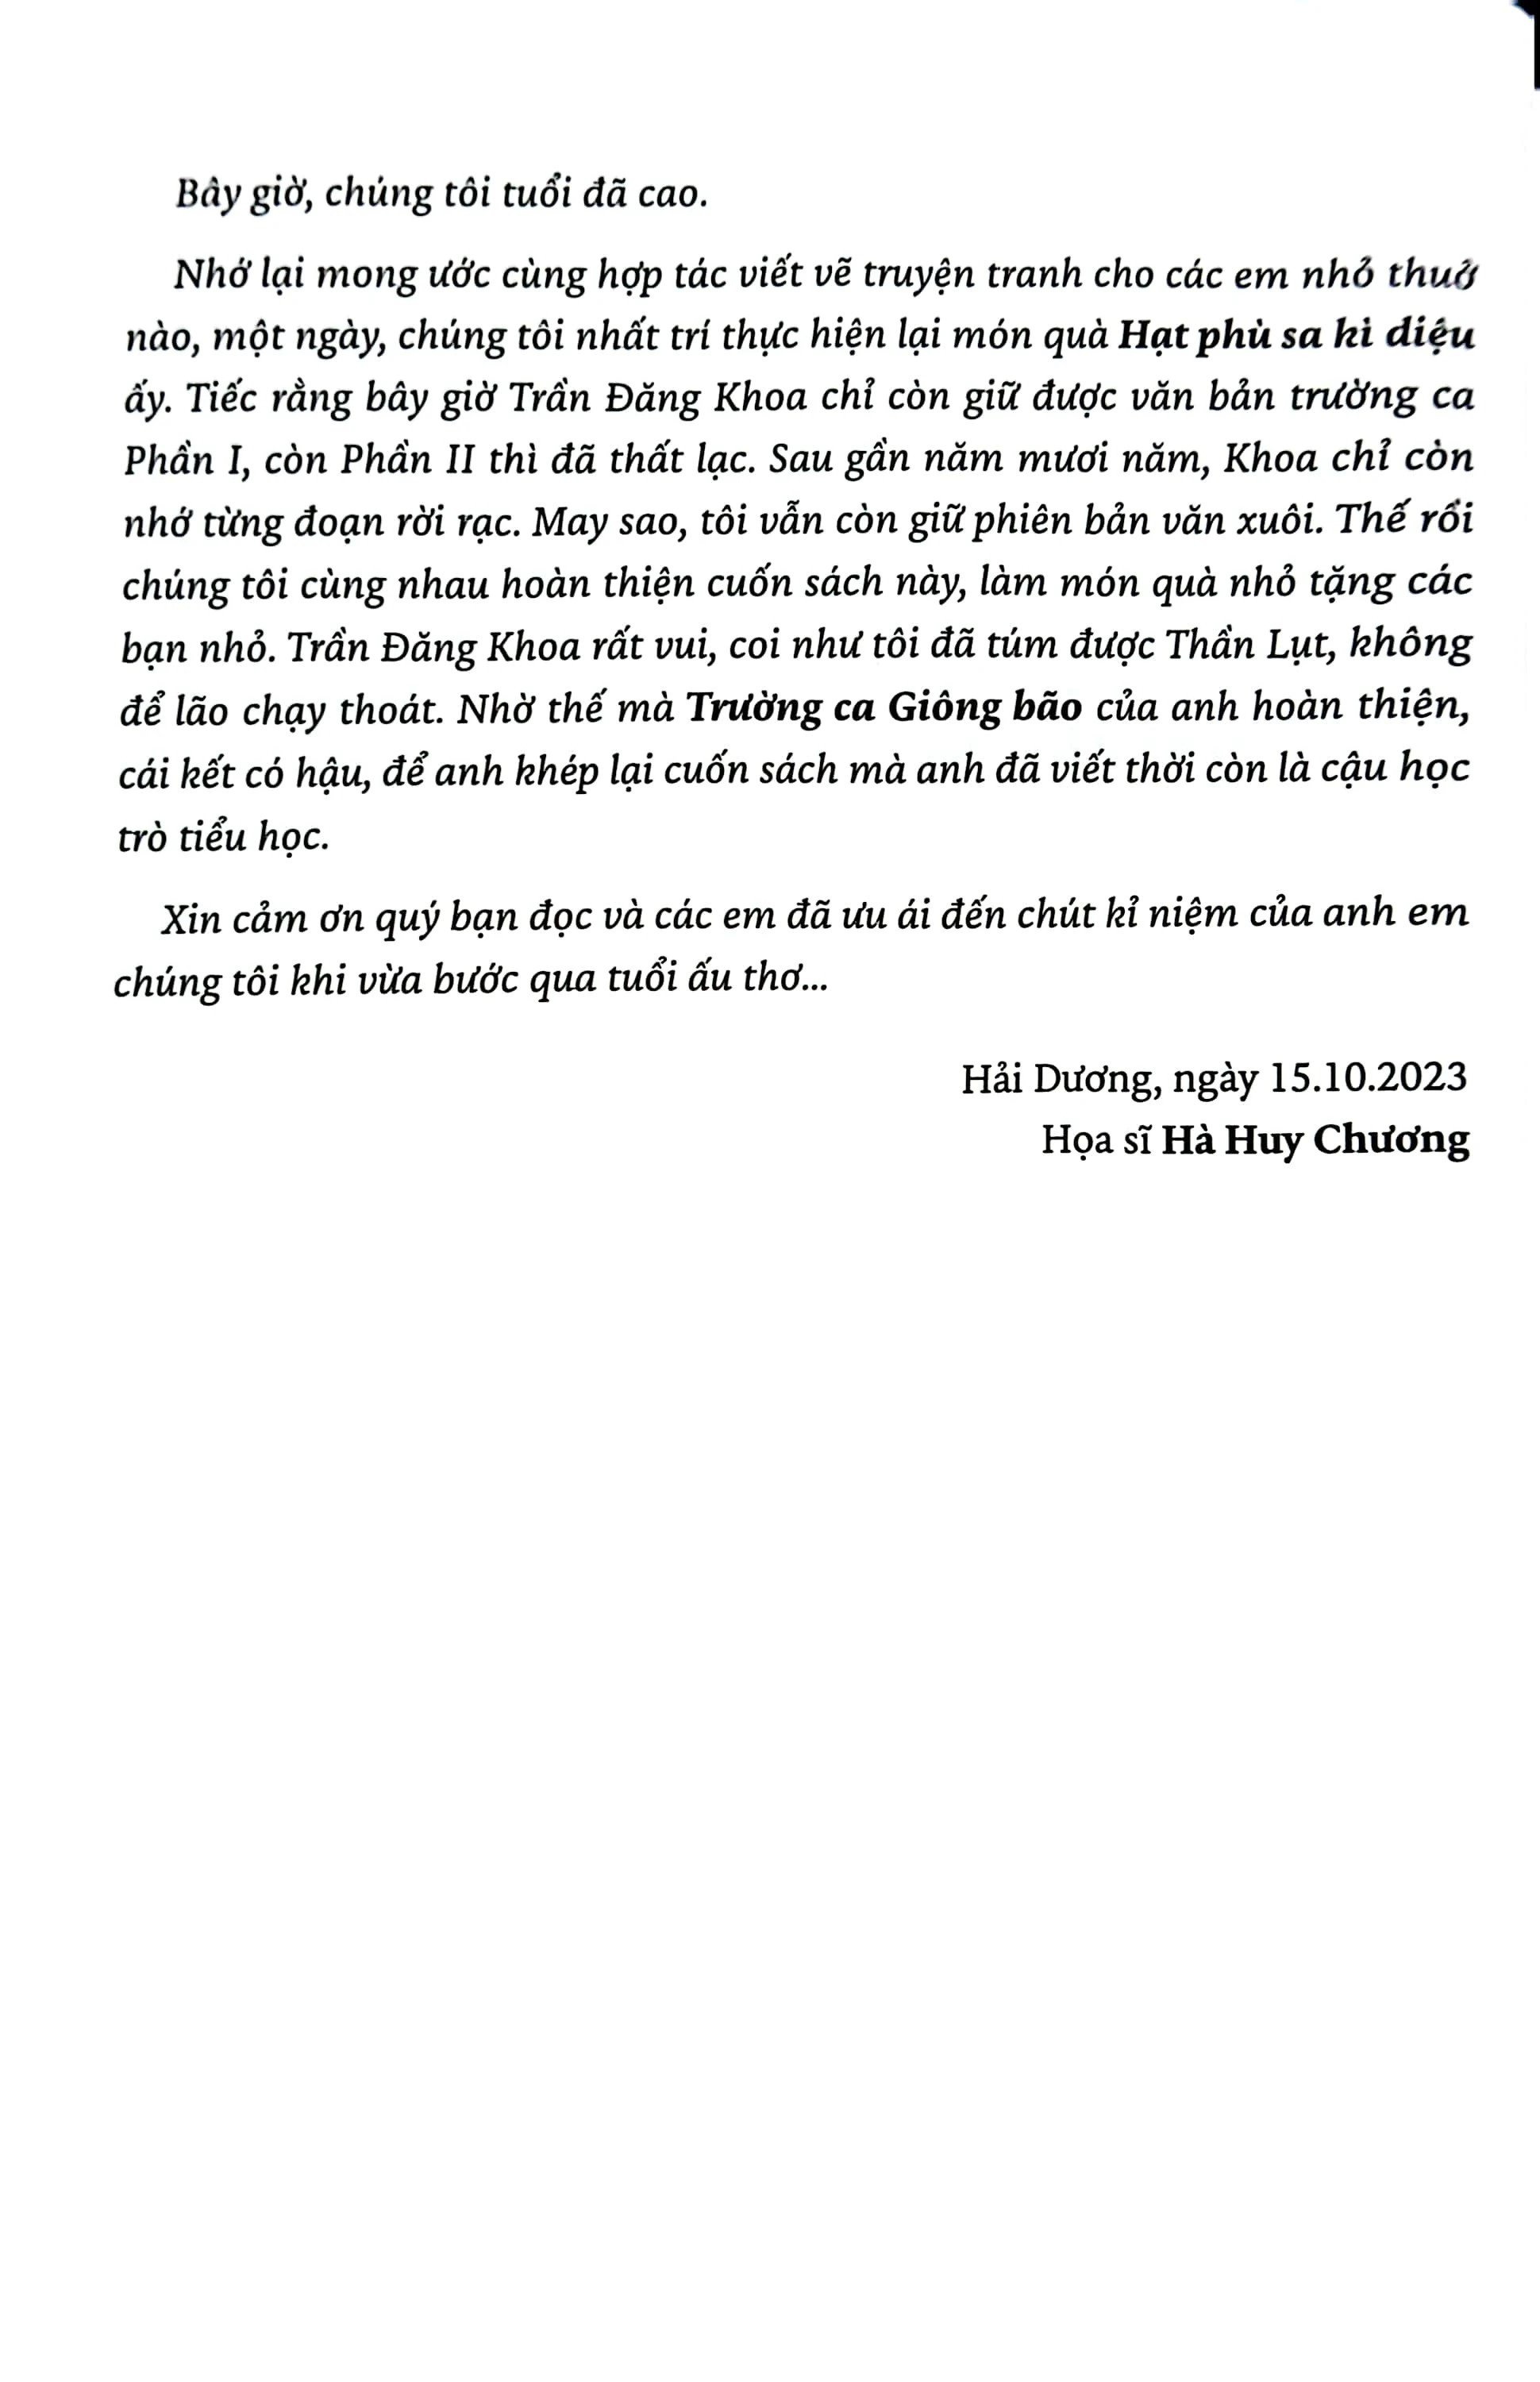 Bây giờ, chúng tôi tuổi đã cao.
Nhớ lại mong ước cùng hợp tác viết vẽ truyện tranh cho các em nhỏ thuở
nào, một ngày, chúng tôi nhất trí thực hiện lại món quà Hạt phù sa kì diệu
ấy. Tiếc rằng bây giờ Trần Đăng Khoa chỉ còn giữ được văn bản trường ca
Phần I, còn Phần II thì đã thất lạc. Sau gần năm mươi năm, Khoa chỉ còn
nhớ từng đoạn rời rạc. May sao, tôi vẫn còn giữ phiên bản văn xuôi. Thế rồi
chúng tôi cùng nhau hoàn thiện cuốn sách này, làm món quà nhỏ tặng các
bạn nhỏ. Trần Đăng Khoa rất vui, coi như tôi đã túm được Thần Lụt, không
để lão chạy thoát. Nhờ thế mà Trường ca Giông bão của anh hoàn thiện,
cái kết có hậu, để anh khép lại cuốn sách mà anh đã viết thời còn là cậu học
trò tiểu học.
Xin cảm ơn quý bạn đọc và các em đã ưu ái đến chút kỉ niệm của anh em
chúng tôi khi vừa bước qua tuổi ấu thơ...
Hải Dương, ngày 15.10.2023
Họa sĩ Hà Huy Chương